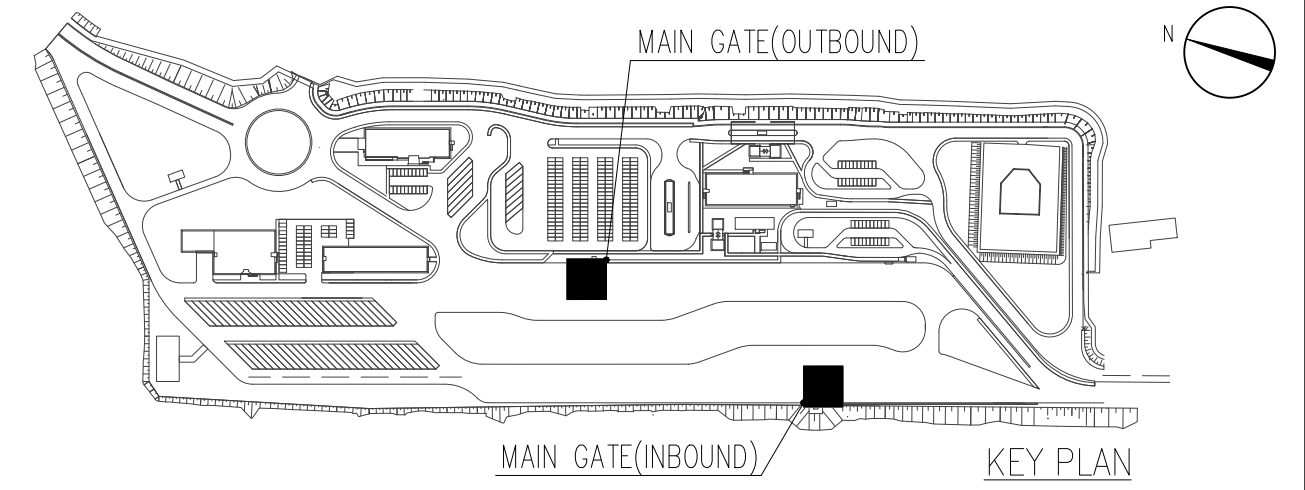 MAIN GATE(OUTBOUND)
N
MAIN GATE(INBOUND)
KEY PLAN